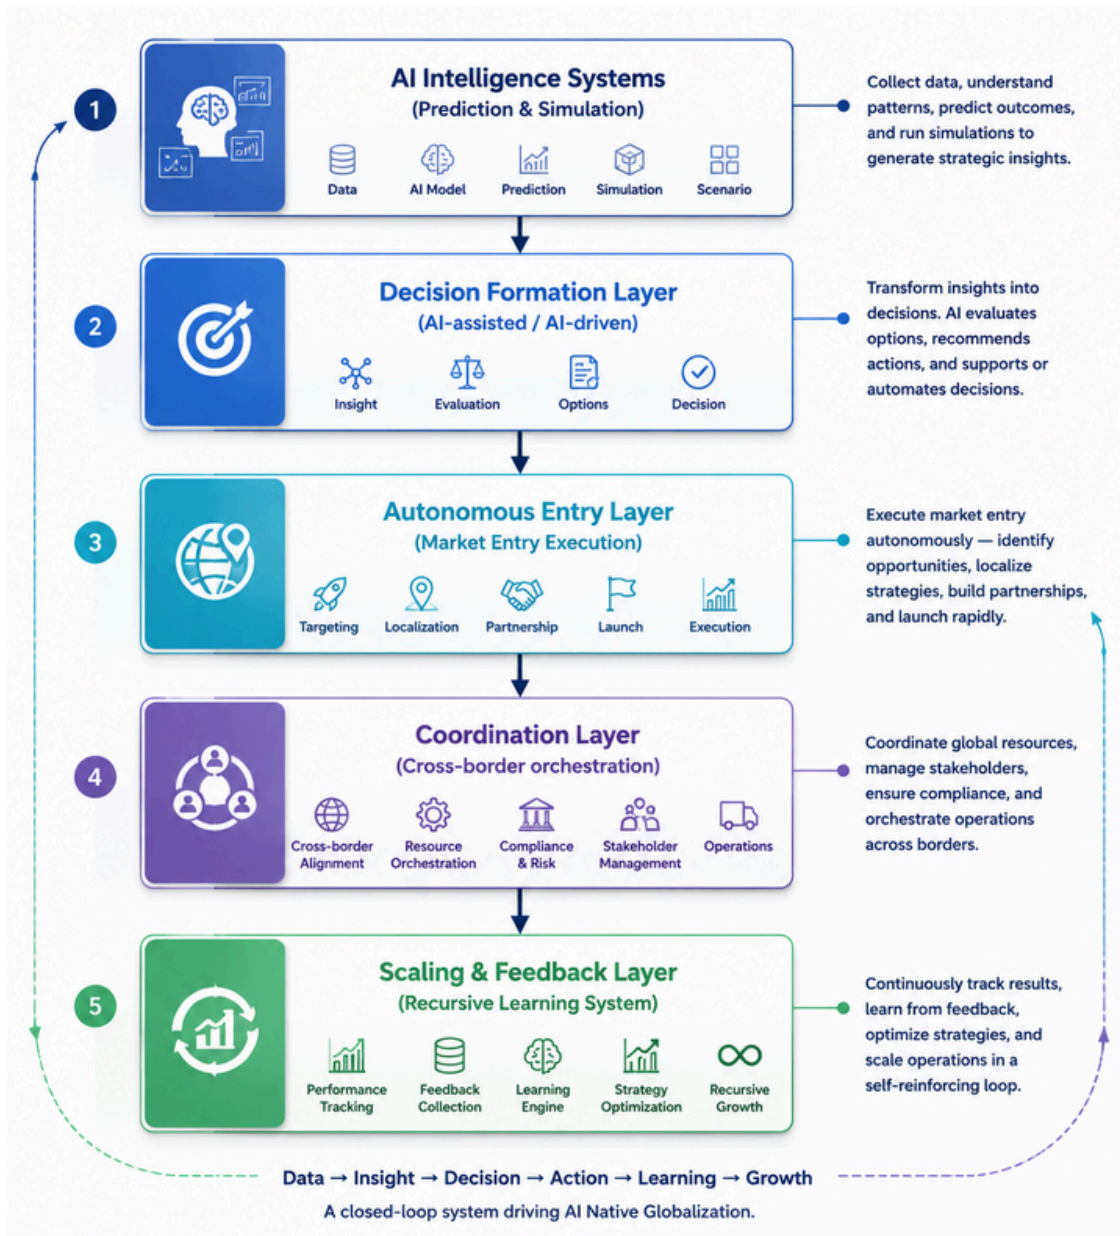 1
AI Intelligence Systems
(Prediction & Simulation)
Data
AI Model
Prediction
Simulation
Scenario
Collect data, understand
patterns, predict outcomes,
and run simulations to
generate strategic insights.
2
Decision Formation Layer
(AI-assisted / AI-driven)
Insight
Evaluation
Options
Decision
Transform insights into
decisions. AI evaluates
options, recommends
actions, and supports or
automates decisions.
3
Autonomous Entry Layer
(Market Entry Execution)
Targeting
Localization
Partnership
Launch
Execution
Execute market entry
autonomously — identify
opportunities, localize
strategies, build partnerships,
and launch rapidly.
4
Coordination Layer
(Cross-border orchestration)
Cross-border
Alignment
Resource
Orchestration
Compliance
& Risk
Stakeholder
Management
Operations
Coordinate global resources,
manage stakeholders,
ensure compliance, and
orchestrate operations
across borders.
5
Scaling & Feedback Layer
(Recursive Learning System)
Performance
Tracking
Feedback
Collection
Learning
Engine
Strategy
Optimization
Recursive
Growth
Continuously track results,
learn from feedback,
optimize strategies, and
scale operations in a
self-reinforcing loop.
Data → Insight → Decision → Action → Learning → Growth
A closed-loop system driving AI Native Globalization.